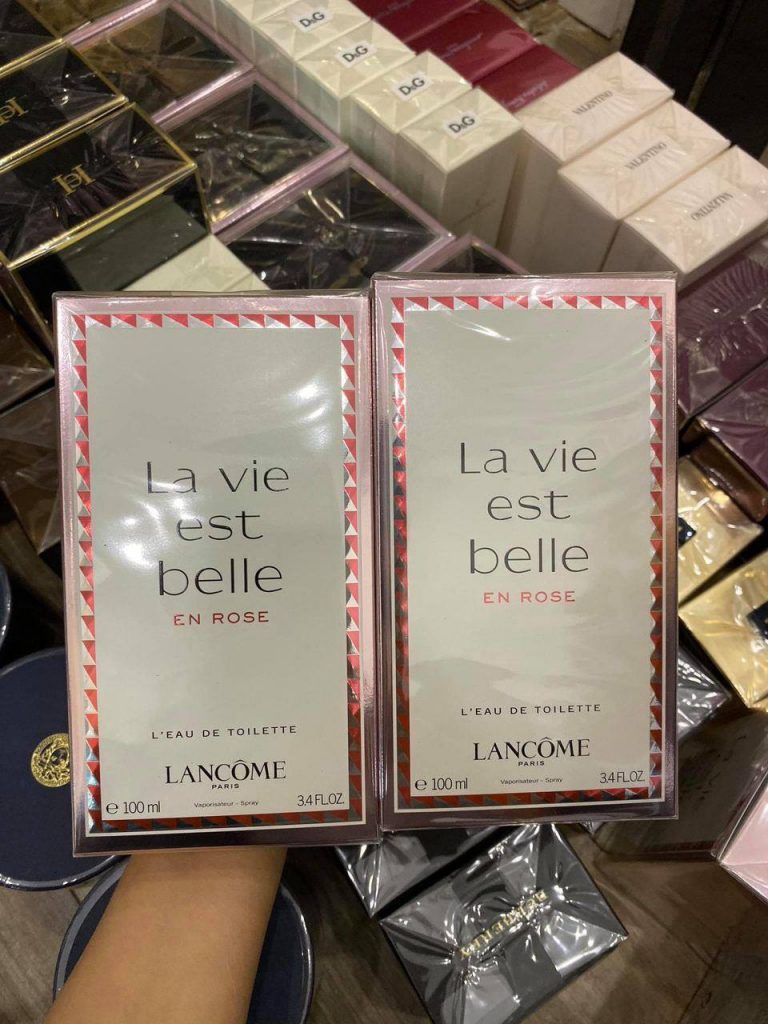 D&G
D&G
D&G
D&G
VALENTINO
VALENTINO
VALENTINO
La vie
est
belle
EN ROSE
L'EAU DE TOILETTE
LANCÔME
PARIS
e 100 ml
Vaporisateur - Spray
3.4 FL.OZ.
La vie
est
belle
EN ROSE
L'EAU DE TOILETTE
LANCÔME
PARIS
e 100 ml
Vaporisateur - Spray
3.4 FL.OZ.